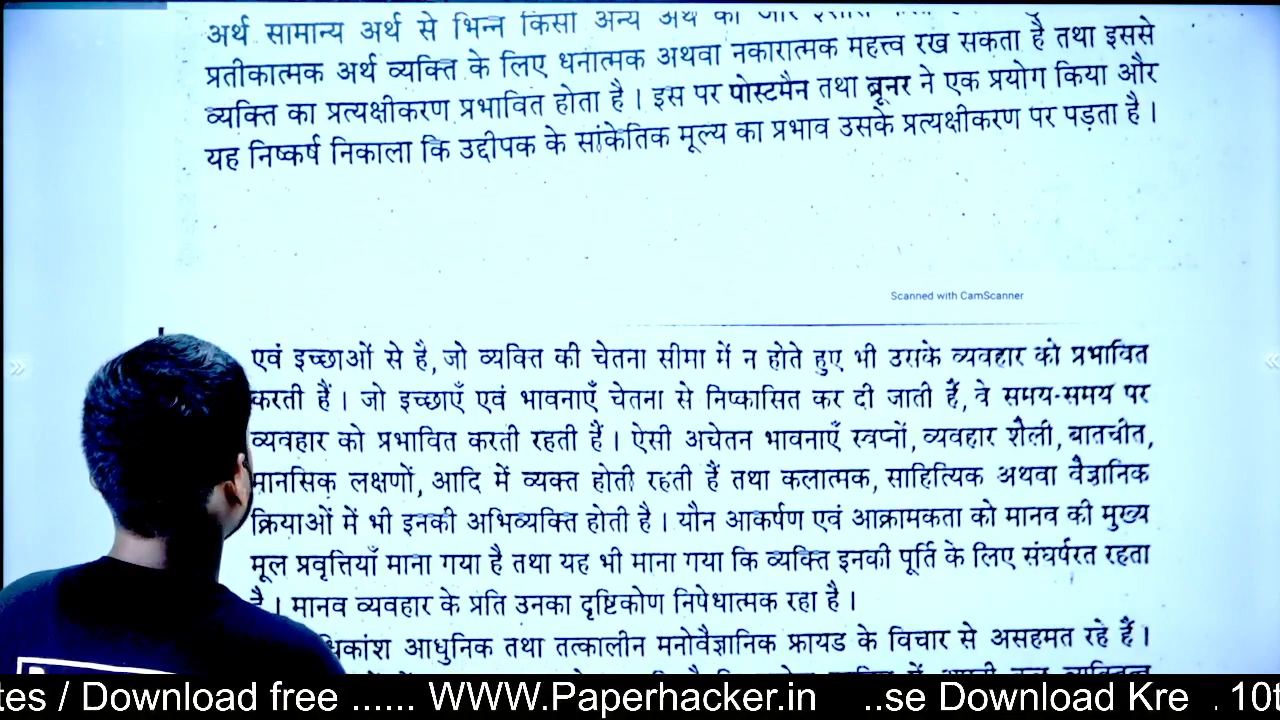 अर्थ सामान्य अर्थ से भिन्न किसी अन्य अर्थ की ओर
प्रतीकात्मक अर्थ व्यक्ति के लिए धनात्मक अथवा नकारात्मक महत्त्व रख सकता है तथा इससे
व्यक्ति का प्रत्यक्षीकरण प्रभावित होता है । इस पर पोस्टमैन तथा ब्रूनर ने एक प्रयोग किया और
यह निष्कर्ष निकाला कि उद्दीपक के सांकेतिक मूल्य का प्रभाव उसके प्रत्यक्षीकरण पर पड़ता है ।
Scanned with CamScanner
एवं इच्छाओं से है, जो व्यक्ति की चेतना सीमा में न होते हुए भी उसके व्यवहार को प्रभावित
करती हैं । जो इच्छाएँ एवं भावनाएँ चेतना से निष्कासित कर दी जाती हैं, वे समय-समय पर
व्यवहार को प्रभावित करती रहती हैं । ऐसी अचेतन भावनाएँ स्वप्नों, व्यवहार शैली, बातचीत,
मानसिक लक्षणों, आदि में व्यक्त होती रहती हैं तथा कलात्मक, साहित्यिक अथवा वैज्ञानिक
क्रियाओं में भी इनकी अभिव्यक्ति होती है । यौन आकर्षण एवं आक्रामकता को मानव की मुख्य
मूल प्रवृत्तियाँ माना गया है तथा यह भी माना गया कि व्यक्ति इनकी पूर्ति के लिए संघर्षरत रहता
है । मानव व्यवहार के प्रति उनका दृष्टिकोण निषेधात्मक रहा है ।
धिकांश आधुनिक तथा तत्कालीन मनोवैज्ञानिक फ्रायड के विचार से असहमत रहे हैं ।
tes / Download free ...... WWW.Paperhacker.in ..se Download Kre . 10t